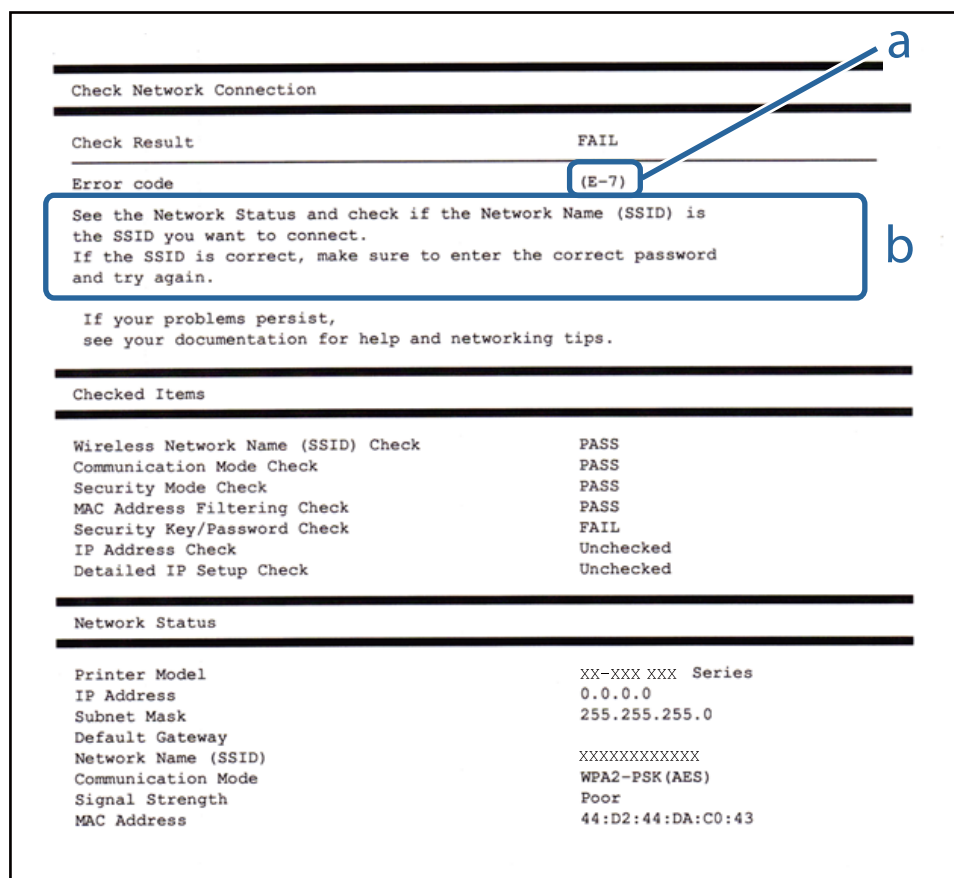 a
Check Network Connection
Check Result FAIL
Error code (E-7)
See the Network Status and check if the Network Name (SSID) is
the SSID you want to connect.
If the SSID is correct, make sure to enter the correct password
and try again.
b
If your problems persist,
see your documentation for help and networking tips.
Checked Items
Wireless Network Name (SSID) Check PASS
Communication Mode Check PASS
Security Mode Check PASS
MAC Address Filtering Check PASS
Security Key/Password Check FAIL
IP Address Check Unchecked
Detailed IP Setup Check Unchecked
Network Status
Printer Model XX-XXX XXX Series
IP Address 0.0.0.0
Subnet Mask 255.255.255.0
Default Gateway
Network Name (SSID) XXXXXXXXXXXX
Communication Mode WPA2-PSK(AES)
Signal Strength Poor
MAC Address 44:D2:44:DA:C0:43